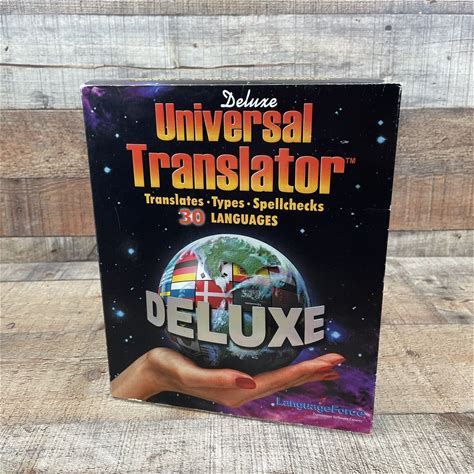 Deluxe
Universal
Translator™
Translates · Types · Spellchecks
30 LANGUAGES
DELUXE
LanguageForce